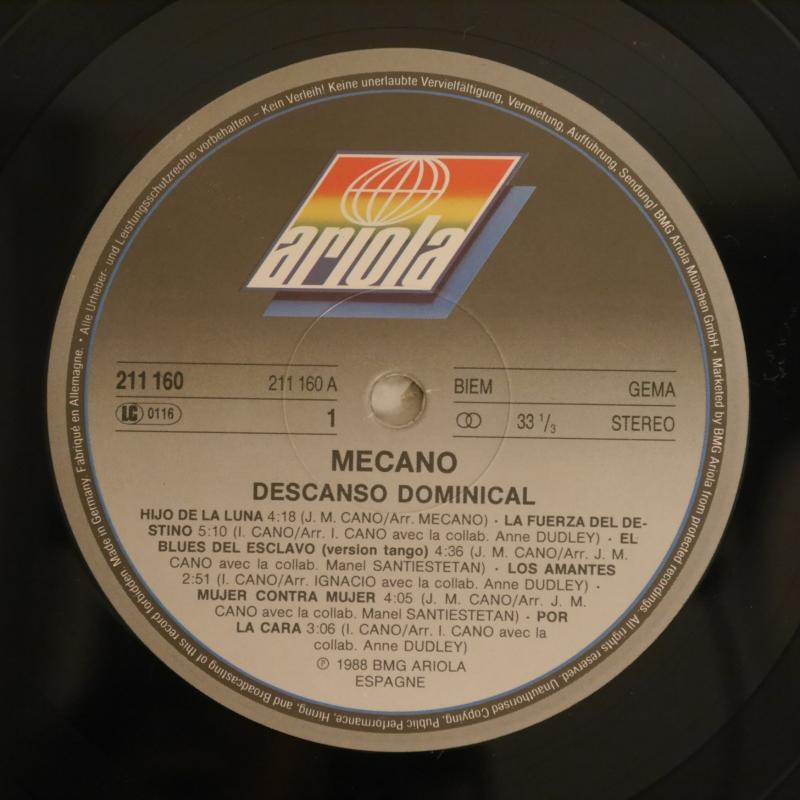 • Alle Urheber- und Leistungsschutzrechte vorbehalten – Kein Verleih! Keine unerlaubte Vervielfältigung, Vermietung, Aufführung, Sendung! BMG Ariola München GmbH • Marketed by BMG Ariola from protected recordings. All rights reserved. Unauthorised Copying, Public Performance, Hiring, and Broadcasting of this record forbidden. Made in Germany. Fabriqué en Allemagne.
ariola
211 160 211 160 A BIEM GEMA
LC 0116 1 33 1/3 STEREO
MECANO
DESCANSO DOMINICAL
HIJO DE LA LUNA 4:18 (J. M. CANO/Arr. MECANO) · LA FUERZA DEL DE-
STINO 5:10 (I. CANO/Arr. I. CANO avec la collab. Anne DUDLEY) · EL
BLUES DEL ESCLAVO (version tango) 4:36 (J. M. CANO/Arr. J. M.
CANO avec la collab. Manel SANTIESTETAN) · LOS AMANTES
2:51 (I. CANO/Arr. IGNACIO avec la collab. Anne DUDLEY) ·
MUJER CONTRA MUJER 4:05 (J. M. CANO/Arr. J. M.
CANO avec la collab. Manel SANTIESTETAN) · POR
LA CARA 3:06 (I. CANO/Arr. I. CANO avec la
collab. Anne DUDLEY)
℗ 1988 BMG ARIOLA
ESPAGNE